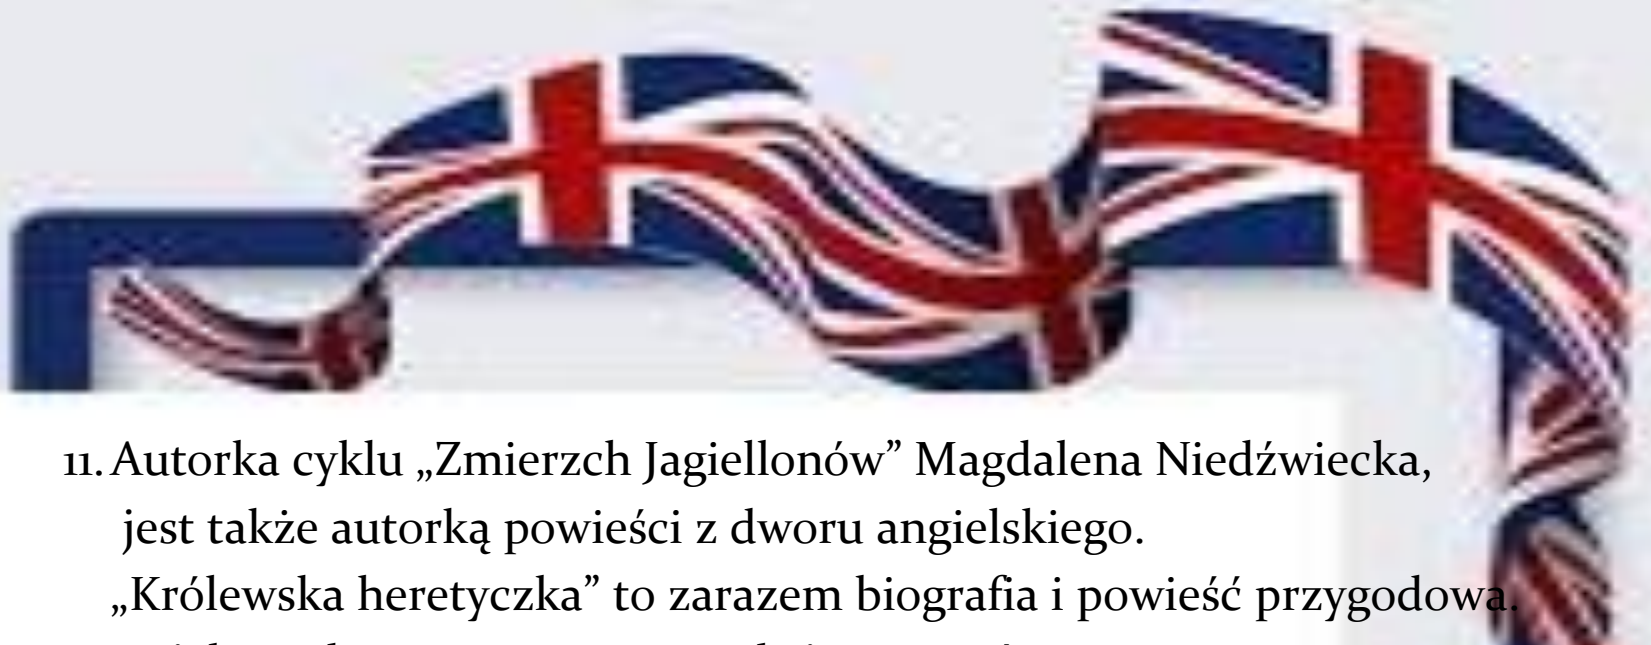 11. Autorka cyklu „Zmierzch Jagiellonów” Magdalena Niedźwiecka,
jest także autorką powieści z dworu angielskiego.
„Królewska heretyczka” to zarazem biografia i powieść przygodowa.